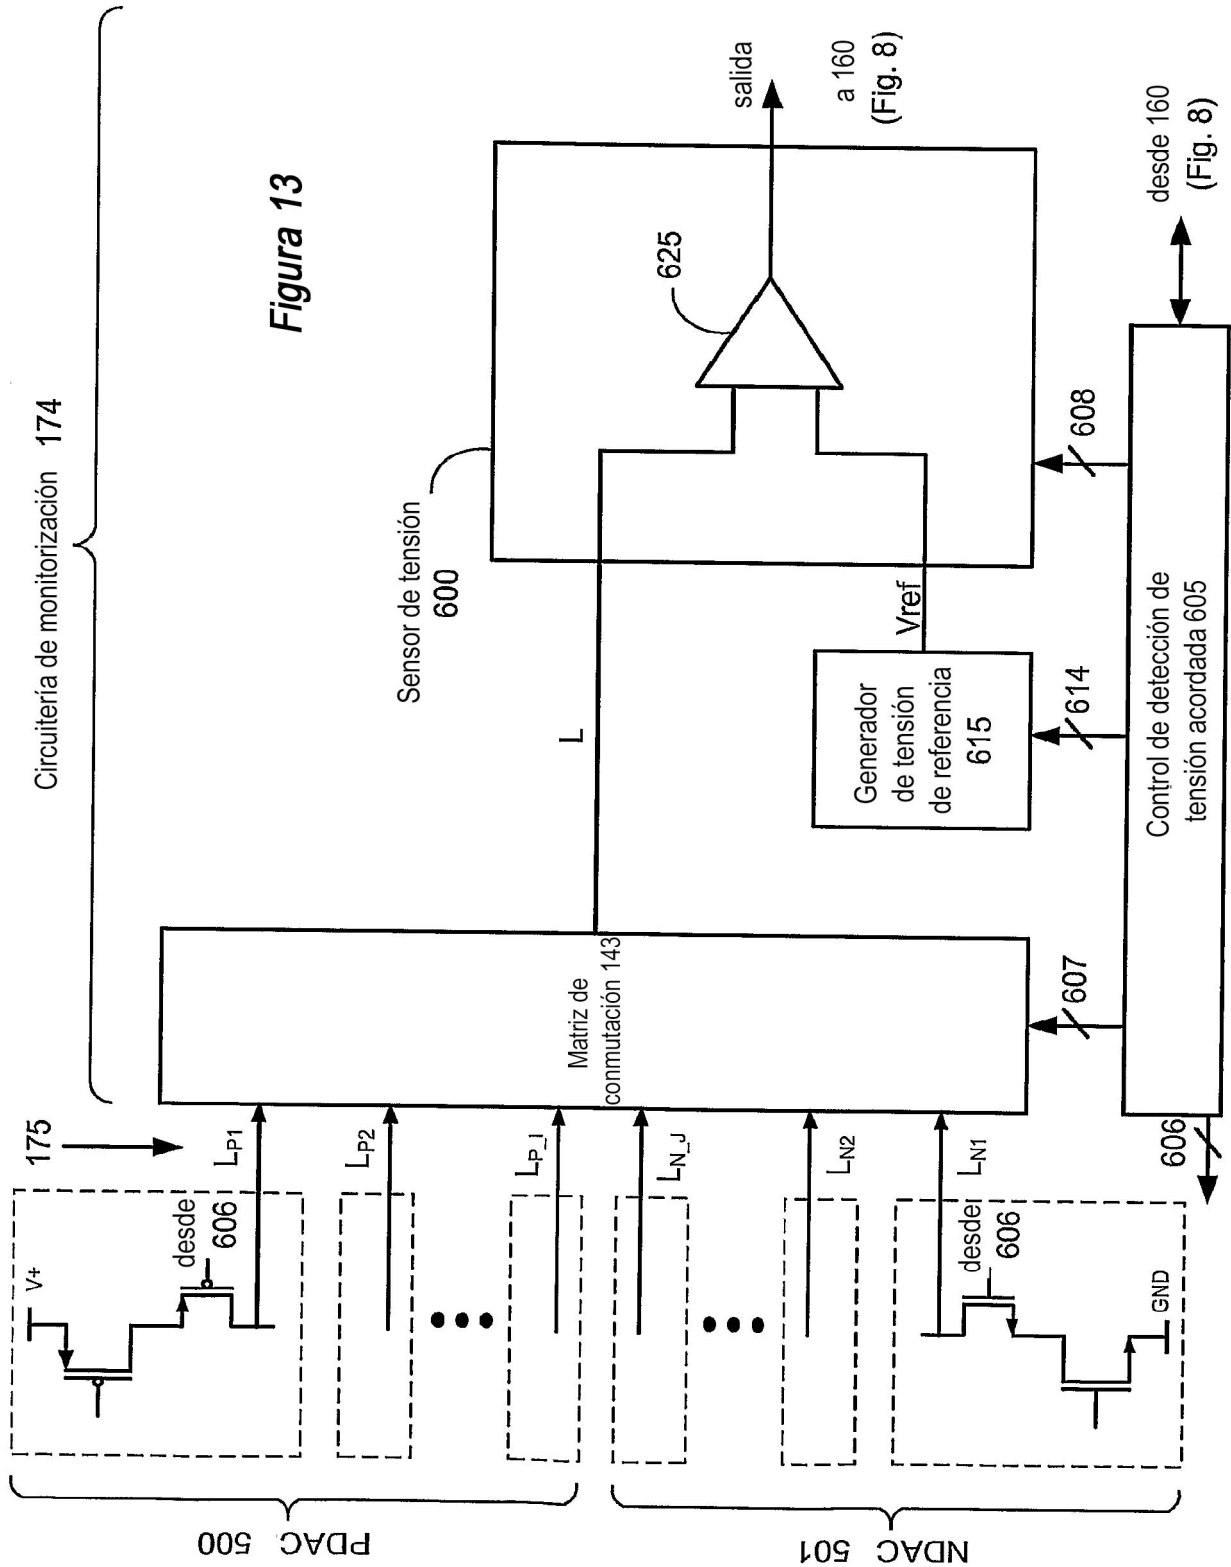 Circuitería de monitorización 174
Figura 13
PDAC 500
NDAC 501
V+
desde
606
175
LP1
LP2
LP_J
LN_J
LN2
LN1
desde
606
GND
Matriz de
conmutación 143
L
Sensor de tensión
600
625
salida
a 160
(Fig. 8)
Vref
Generador
de tensión
de referencia
615
607
614
608
606
Control de detección de
tensión acordada 605
desde 160
(Fig. 8)